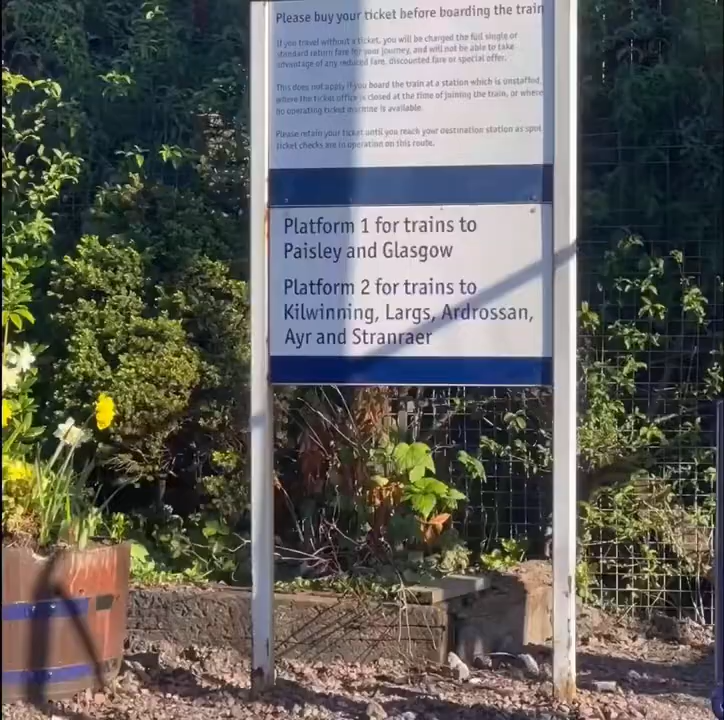 Please buy your ticket before boarding the train
If you travel without a ticket, you will be charged the full single or
standard return fare for your journey, and will not be able to take
advantage of any reduced fare, discounted fare or special offer.
This does not apply if you board the train at a station which is unstaffed,
where the ticket office is closed at the time of joining the train, or where
no operating ticket machine is available.
Please retain your ticket until you reach your destination station as spot
ticket checks are in operation on this route.
Platform 1 for trains to
Paisley and Glasgow
Platform 2 for trains to
Kilwinning, Largs, Ardrossan,
Ayr and Stranraer